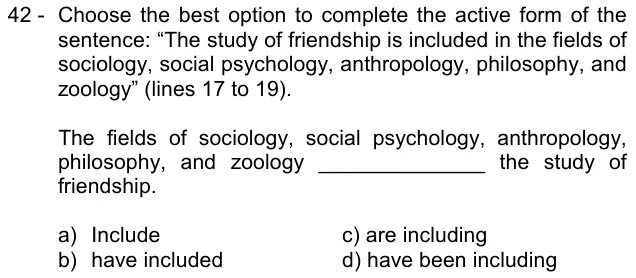 42 - Choose the best option to complete the active form of the
sentence: “The study of friendship is included in the fields of
sociology, social psychology, anthropology, philosophy, and
zoology” (lines 17 to 19).
The fields of sociology, social psychology, anthropology,
philosophy, and zoology _______________ the study of
friendship.
a) Include c) are including
b) have included d) have been including